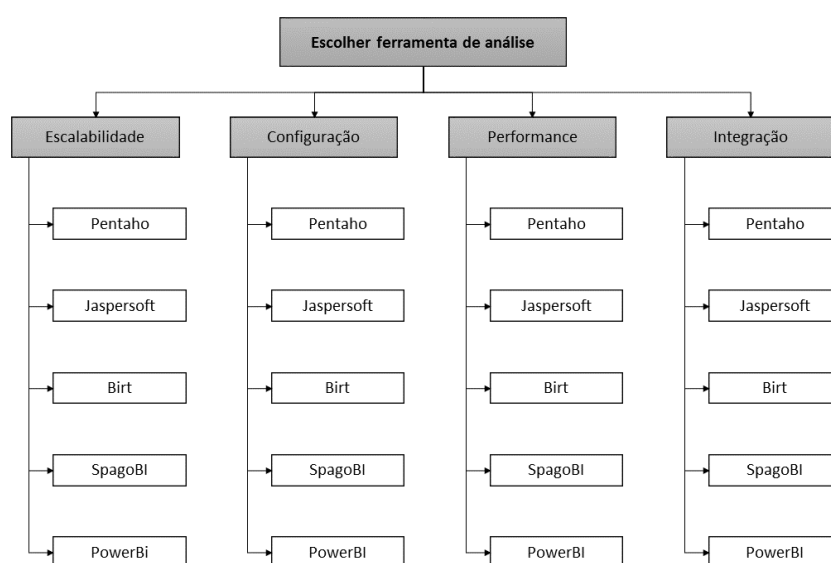 Escolher ferramenta de análise
Escalabilidade
Configuração
Performance
Integração
Pentaho
Pentaho
Pentaho
Pentaho
Jaspersoft
Jaspersoft
Jaspersoft
Jaspersoft
Birt
Birt
Birt
Birt
SpagoBI
SpagoBI
SpagoBI
SpagoBI
PowerBi
PowerBI
PowerBI
PowerBI